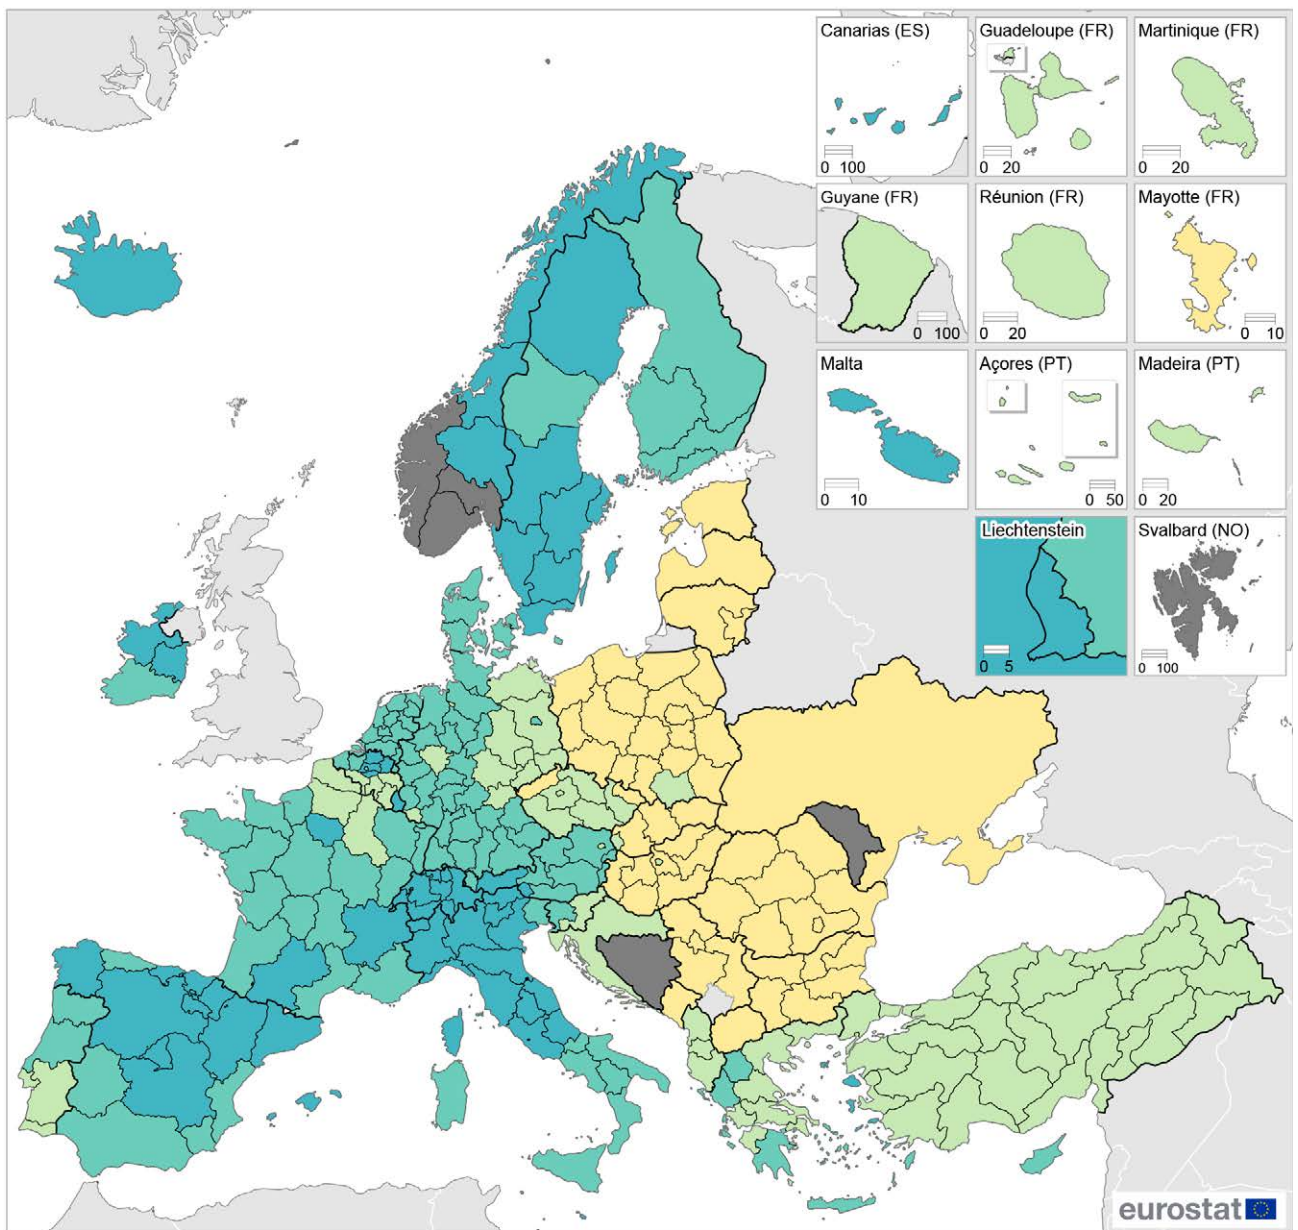 Canarias (ES)
0 100
Guadeloupe (FR)
0 20
Martinique (FR)
0 20
Guyane (FR)
0 100
Réunion (FR)
0 20
Mayotte (FR)
0 10
Malta
0 10
Açores (PT)
0 50
Madeira (PT)
0 20
Liechtenstein
0 5
Svalbard (NO)
0 100
eurostat